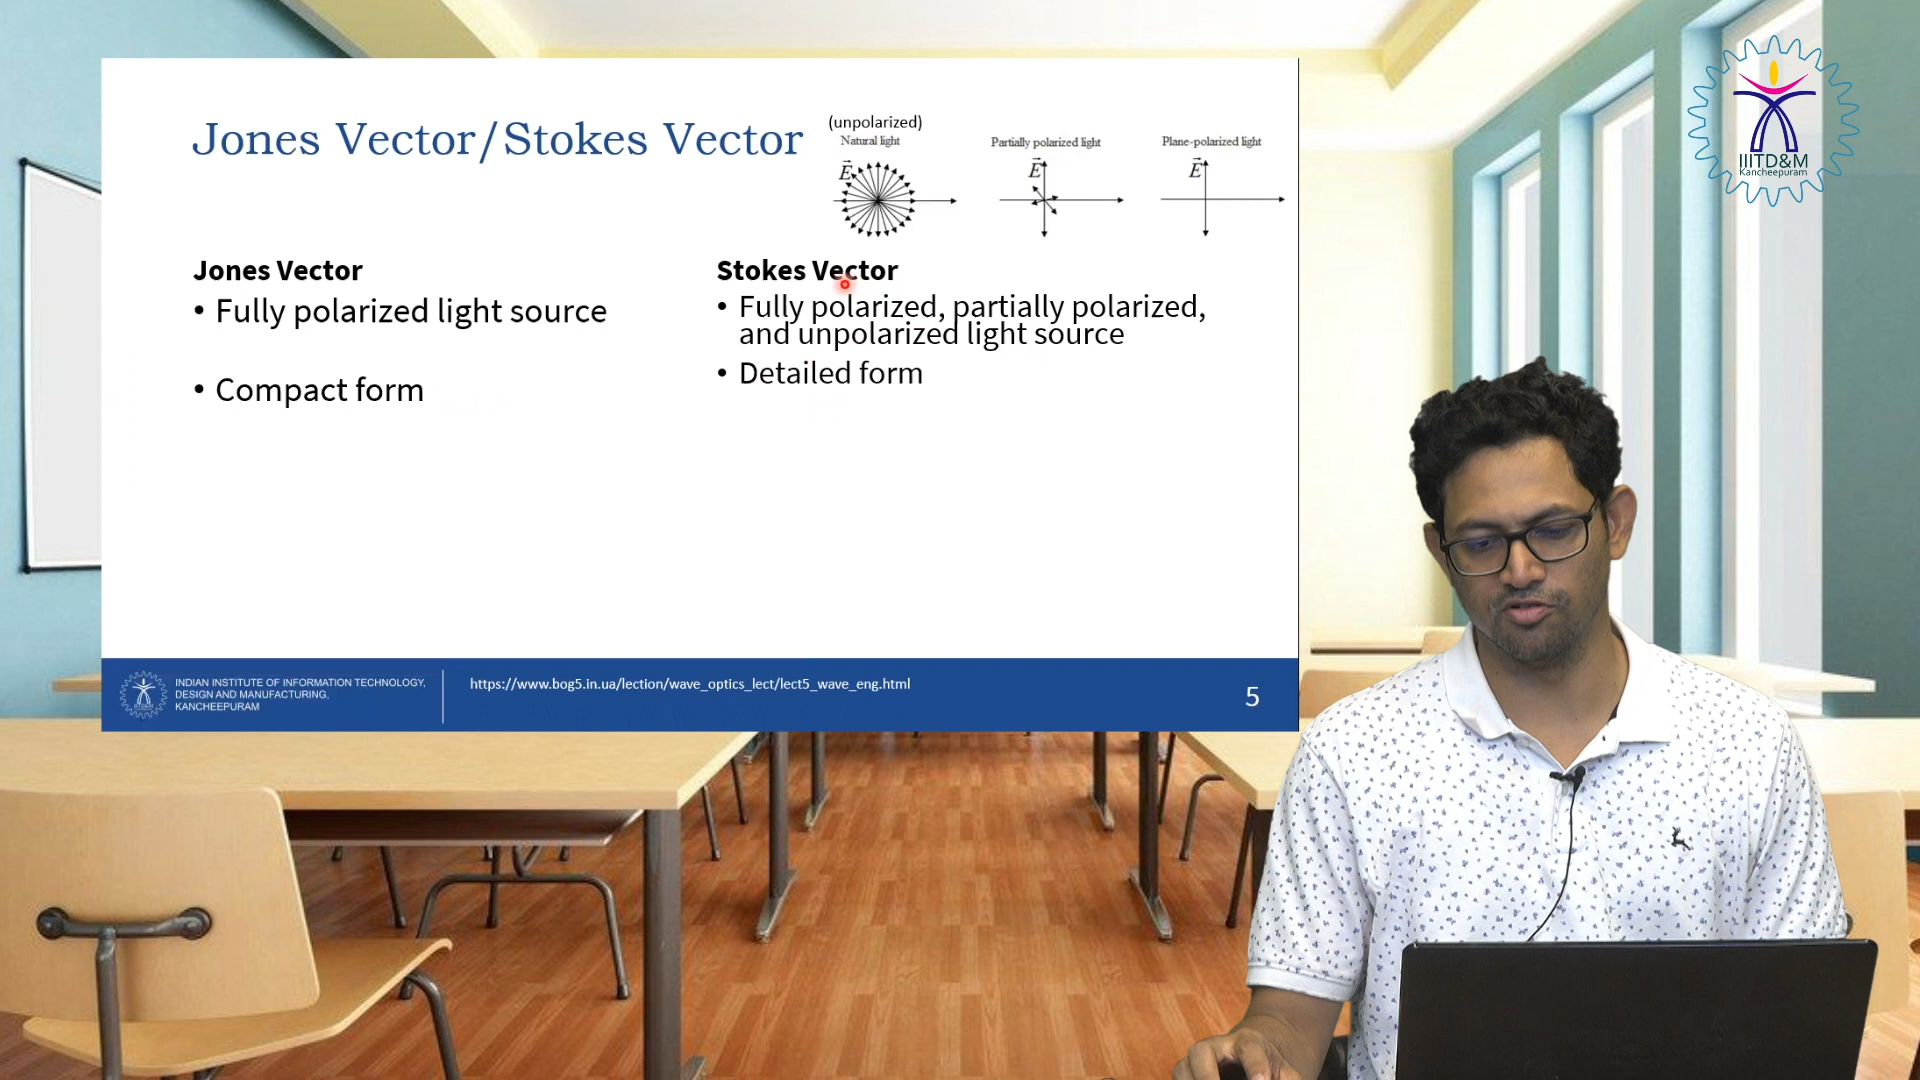 Jones Vector/Stokes Vector
(unpolarized)
Natural light
E
Partially polarized light
E
Plane-polarized light
E
Jones Vector
• Fully polarized light source
• Compact form
Stokes Vector
• Fully polarized, partially polarized,
and unpolarized light source
• Detailed form
INDIAN INSTITUTE OF INFORMATION TECHNOLOGY,
DESIGN AND MANUFACTURING,
KANCHEEPURAM
https://www.bog5.in.ua/lection/wave_optics_lect/lect5_wave_eng.html
5
IIITD&M
Kancheepuram